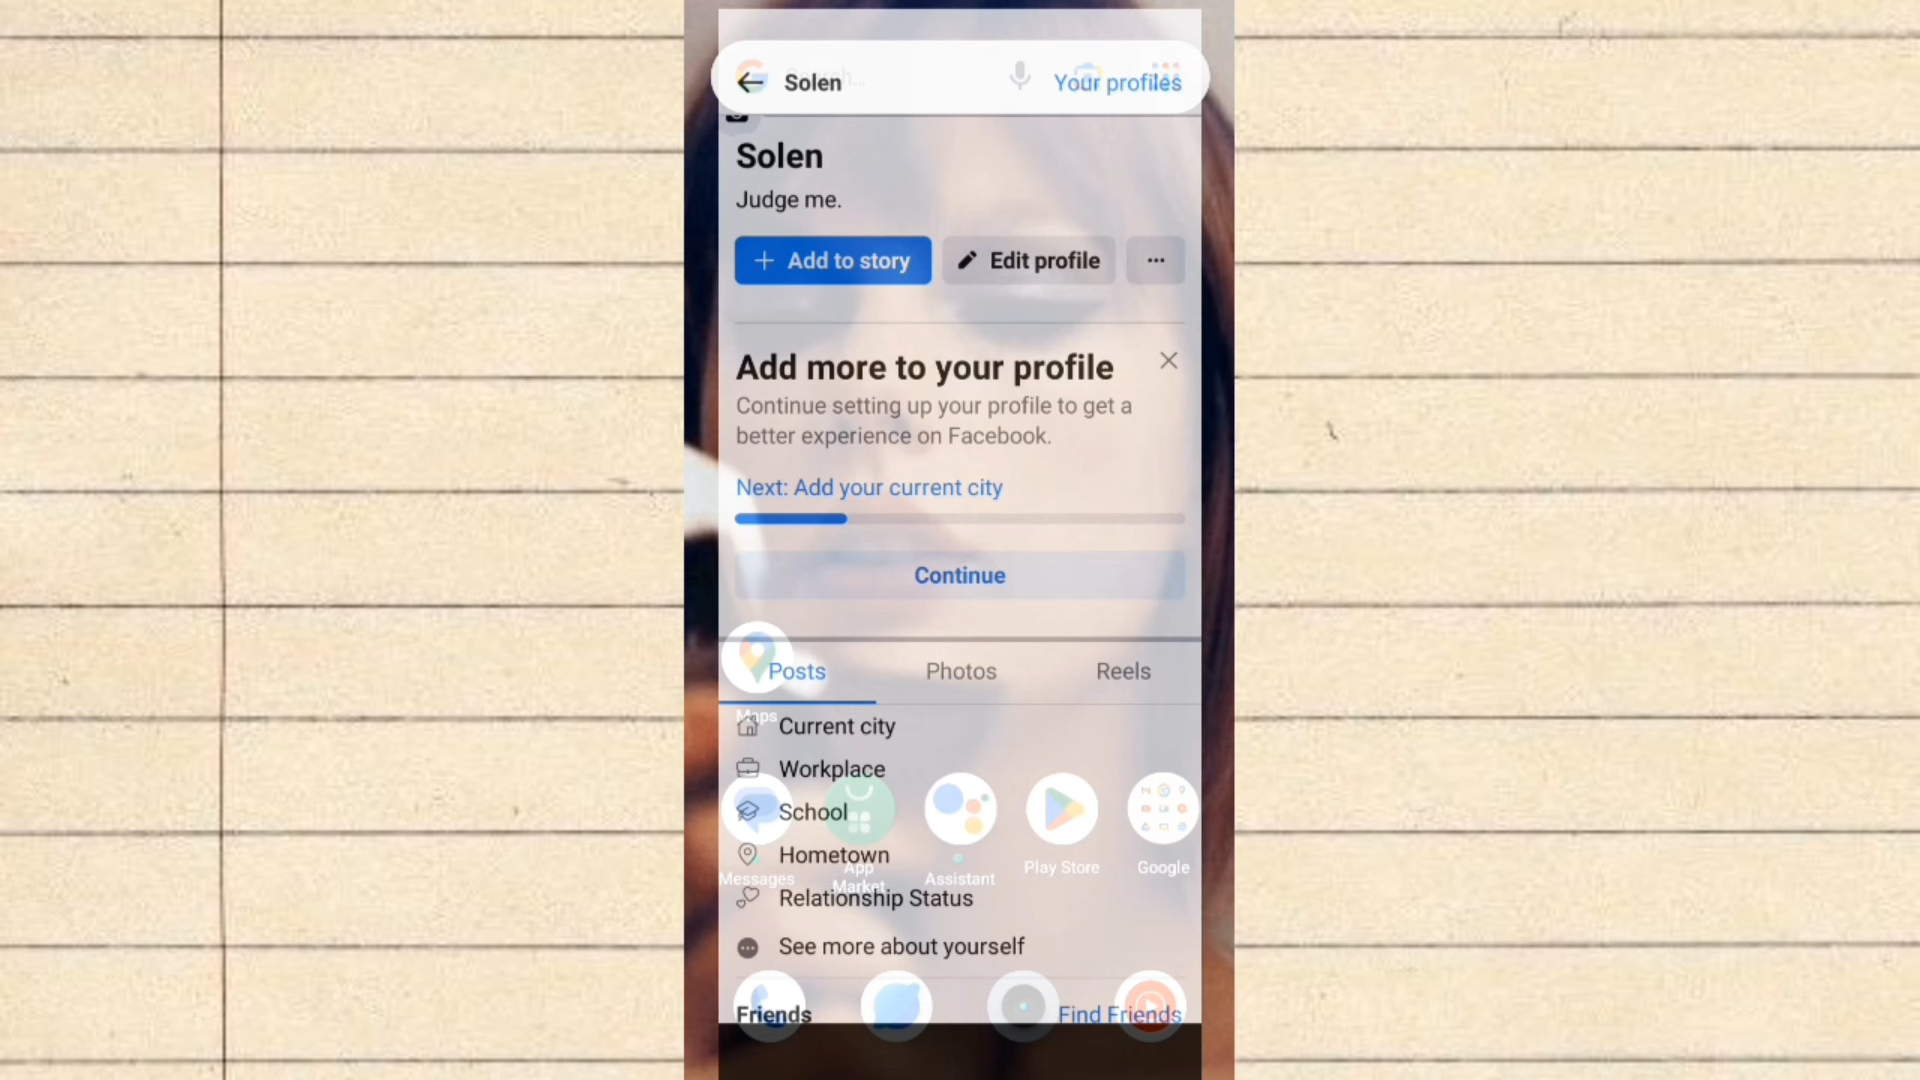 Solen
Your profiles
Solen
Judge me.
+ Add to story
Edit profile
Add more to your profile
Continue setting up your profile to get a
better experience on Facebook.
Next: Add your current city
Continue
Posts
Photos
Reels
Maps
Current city
Workplace
School
Hometown
Messages
App
Market
Assistant
Play Store
Google
Relationship Status
See more about yourself
Friends
Find Friends